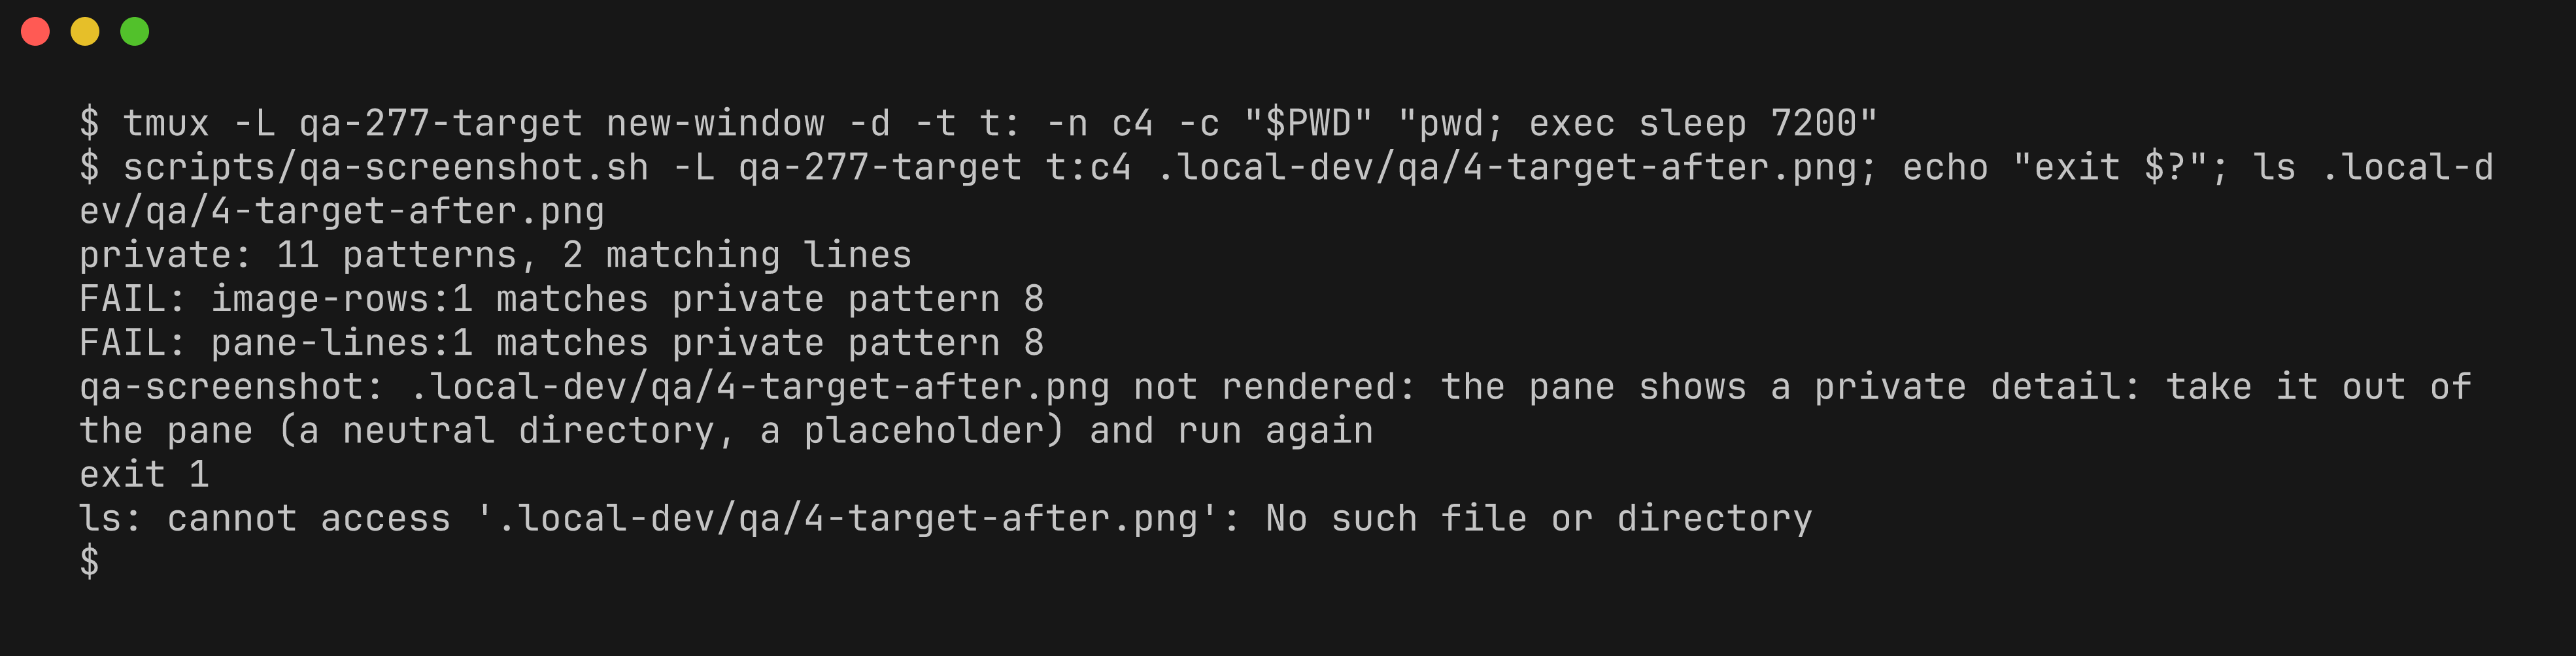 $ tmux -L qa-277-target new-window -d -t t: -n c4 -c "$PWD" "pwd; exec sleep 7200"
$ scripts/qa-screenshot.sh -L qa-277-target t:c4 .local-dev/qa/4-target-after.png; echo "exit $?"; ls .local-d
ev/qa/4-target-after.png
private: 11 patterns, 2 matching lines
FAIL: image-rows:1 matches private pattern 8
FAIL: pane-lines:1 matches private pattern 8
qa-screenshot: .local-dev/qa/4-target-after.png not rendered: the pane shows a private detail: take it out of
the pane (a neutral directory, a placeholder) and run again
exit 1
ls: cannot access '.local-dev/qa/4-target-after.png': No such file or directory
$